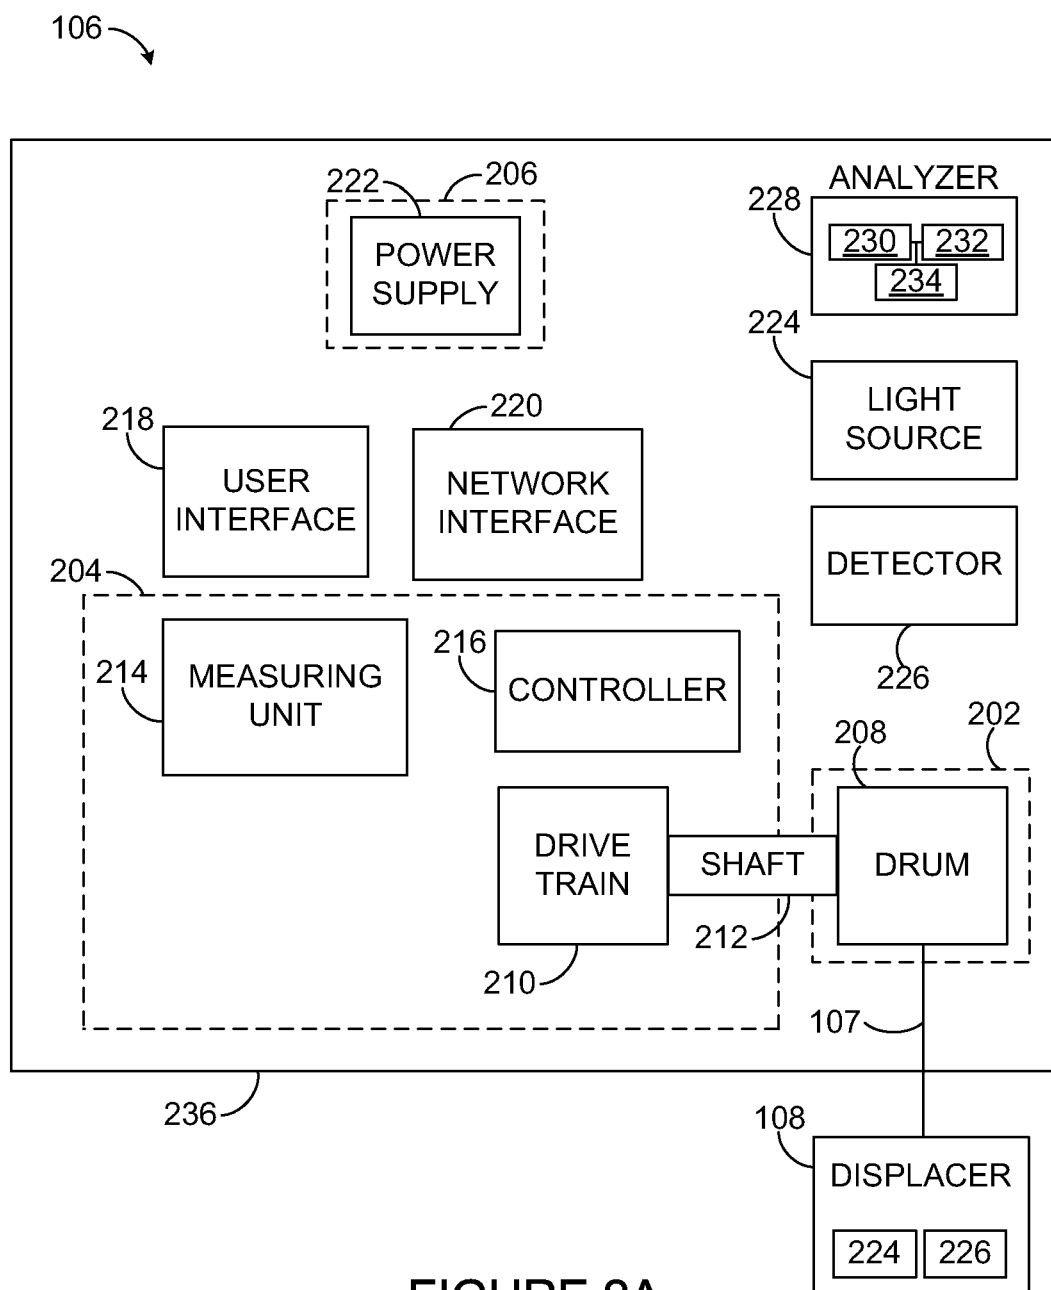 106
222
206
POWER
SUPPLY
ANALYZER
228
230
232
234
224
LIGHT
SOURCE
218
USER
INTERFACE
220
NETWORK
INTERFACE
DETECTOR
226
204
214
MEASURING
UNIT
216
CONTROLLER
202
208
DRIVE
TRAIN
SHAFT
DRUM
212
210
107
236
108
DISPLACER
224
226